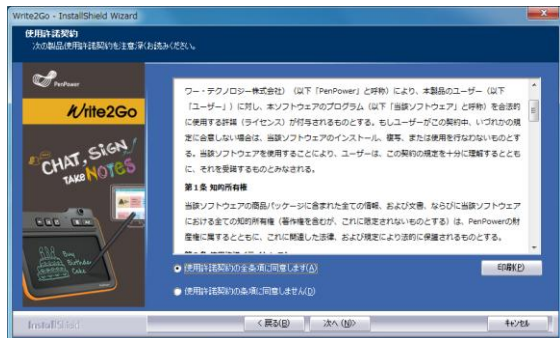 Write2Go - InstallShield Wizard
使用許諾契約
次の製品使用許諾契約を注意深くお読みください。
PenPower
Write2Go
CHAT, SIGN!
TAKE NOTES
Birthday
Cake
ワー・テクノロジー株式会社）（以下「PenPower」と呼称）により、本製品のユーザー（以下
「ユーザー」）に対し、本ソフトウェアのプログラム（以下「当該ソフトウェア」と呼称）を合法的
に使用する許諾（ライセンス）が付与されるものとする。もしユーザーがこの契約中、いづれかの規
定に合意しない場合は、当該ソフトウェアのインストール、複写、または使用を行なわないものとす
る。当該ソフトウェアを使用することにより、ユーザーは、この契約の規定を十分に理解するととも
に、それを受諾するものとみなされる。
第1条 知的所有権
当該ソフトウェアの商品パッケージに含まれた全ての情報、および文書、ならびに当該ソフトウェア
における全ての知的所有権（著作権を含むが、これに限定されないものとする）は、PenPowerの財
産権に属するとともに、これに関連した法律、および規定により法的に保護されるものとする。
使用許諾契約の全条項に同意します(A)
印刷(P)
使用許諾契約の条項に同意しません(D)
InstallShield
< 戻る(B)
次へ (N)>
キャンセル